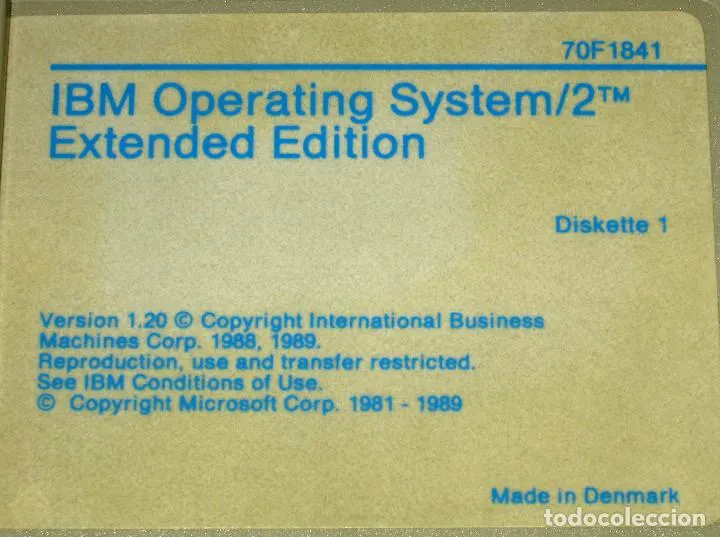 70F1841
IBM Operating System/2™
Extended Edition
Diskette 1
Version 1.20 © Copyright International Business
Machines Corp. 1988, 1989.
Reproduction, use and transfer restricted.
See IBM Conditions of Use.
© Copyright Microsoft Corp. 1981 - 1989
Made in Denmark
todocoleccion